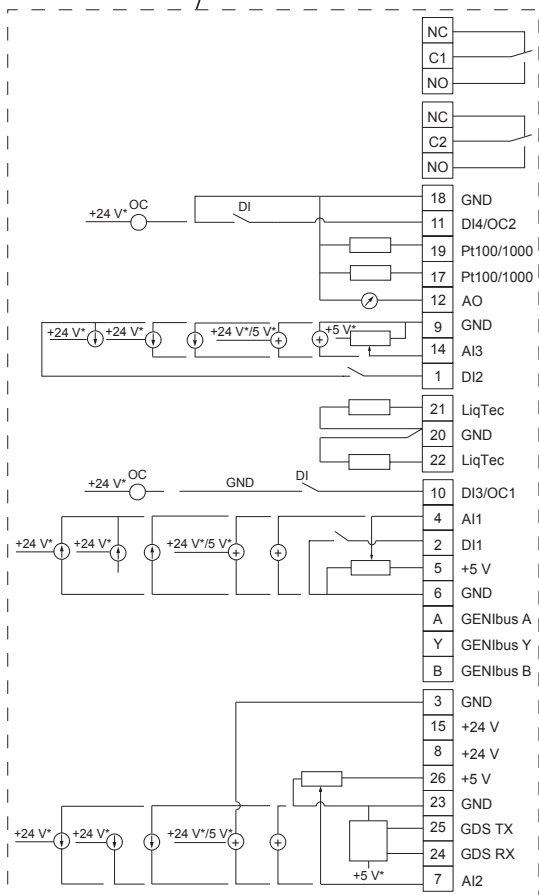 NC
C1
NO
NC
C2
NO
18 GND
+24 V* OC DI 11 DI4/OC2
19 Pt100/1000
17 Pt100/1000
12 AO
9 GND
+24 V* +24 V* +24 V*/5 V* +5 V*
14 AI3
1 DI2
21 LiqTec
20 GND
22 LiqTec
+24 V* OC GND DI 10 DI3/OC1
4 AI1
2 DI1
+24 V* +24 V* +24 V*/5 V*
5 +5 V
6 GND
A GENIbus A
Y GENIbus Y
B GENIbus B
3 GND
15 +24 V
8 +24 V
26 +5 V
23 GND
25 GDS TX
+24 V* +24 V* +24 V*/5 V*
24 GDS RX
+5 V*
7 AI2